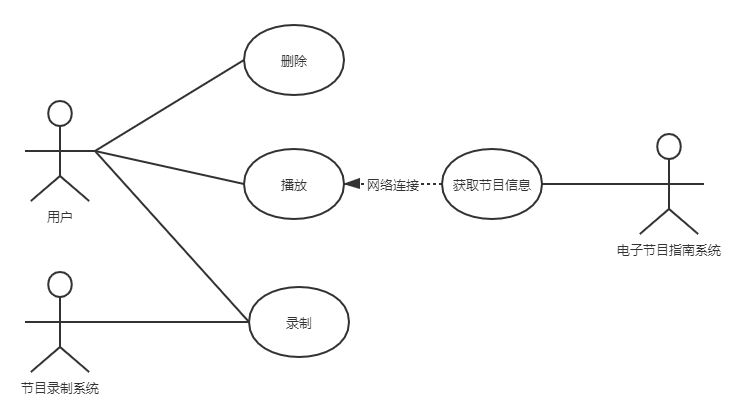 删除
用户
播放
网络连接
获取节目信息
电子节目指南系统
录制
节目录制系统